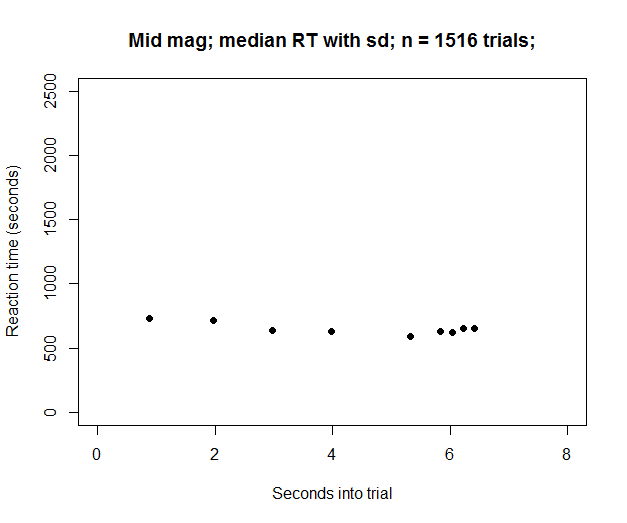 Mid mag; median RT with sd; n = 1516 trials;
Reaction time (seconds)
2500
2000
1500
1000
500
0
0 2 4 6 8
Seconds into trial